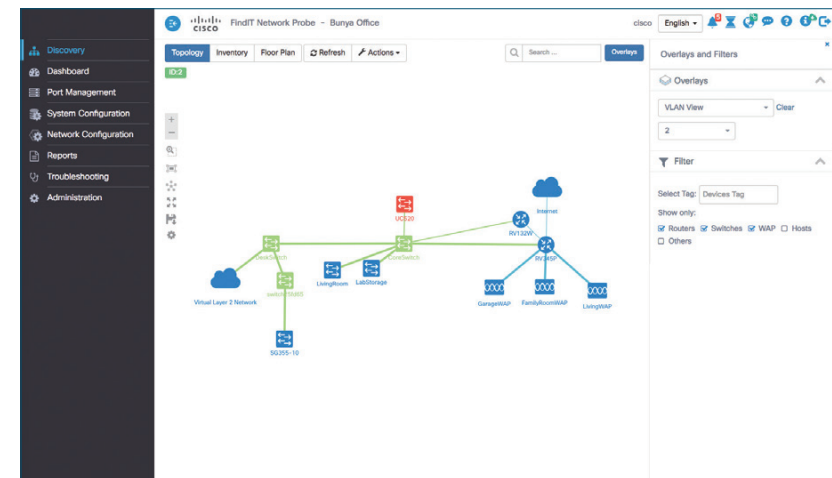 cisco FindIT Network Probe - Bunya Office
cisco English 5
Discovery
Dashboard
Port Management
System Configuration
Network Configuration
Reports
Troubleshooting
Administration
Topology Inventory Floor Plan Refresh Actions
Search ... Overlays
ID:2
UC520
Internet
RV132W
DeskSwitch
CoreSwitch
RV345P
LivingRoom
LabStorage
Virtual Layer 2 Network
GarageWAP
FamilyRoomWAP
LivingWAP
SG355-10
Overlays and Filters
×
Overlays
VLAN View Clear
2
Filter
Select Tag: Devices Tag
Show only:
Routers Switches WAP Hosts
Others